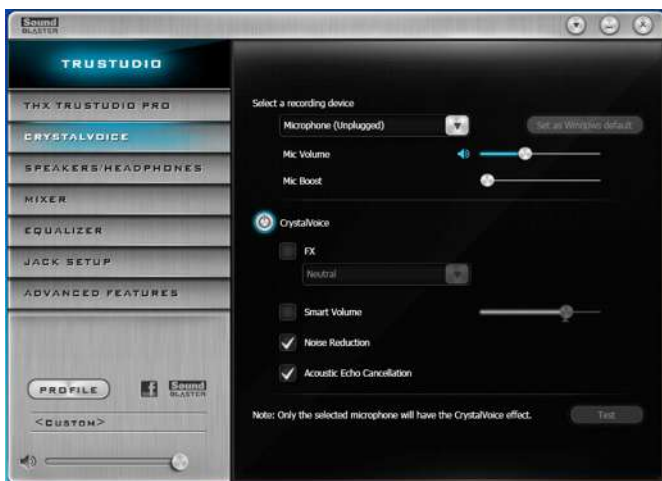 Sound
BLASTER
TRUSTUDIO
THX TRUSTUDIO PRO
CRYSTALVOICE
SPEAKERS/HEADPHONES
MIXER
EQUALIZER
JACK SETUP
ADVANCED FEATURES
PROFILE
f
Sound
BLASTER
<CUSTOM>
Select a recording device
Microphone (Unplugged)
Set as Windows default
Mic Volume
Mic Boost
CrystalVoice
FX
Neutral
Smart Volume
Noise Reduction
Acoustic Echo Cancellation
Note: Only the selected microphone will have the CrystalVoice effect.
Test